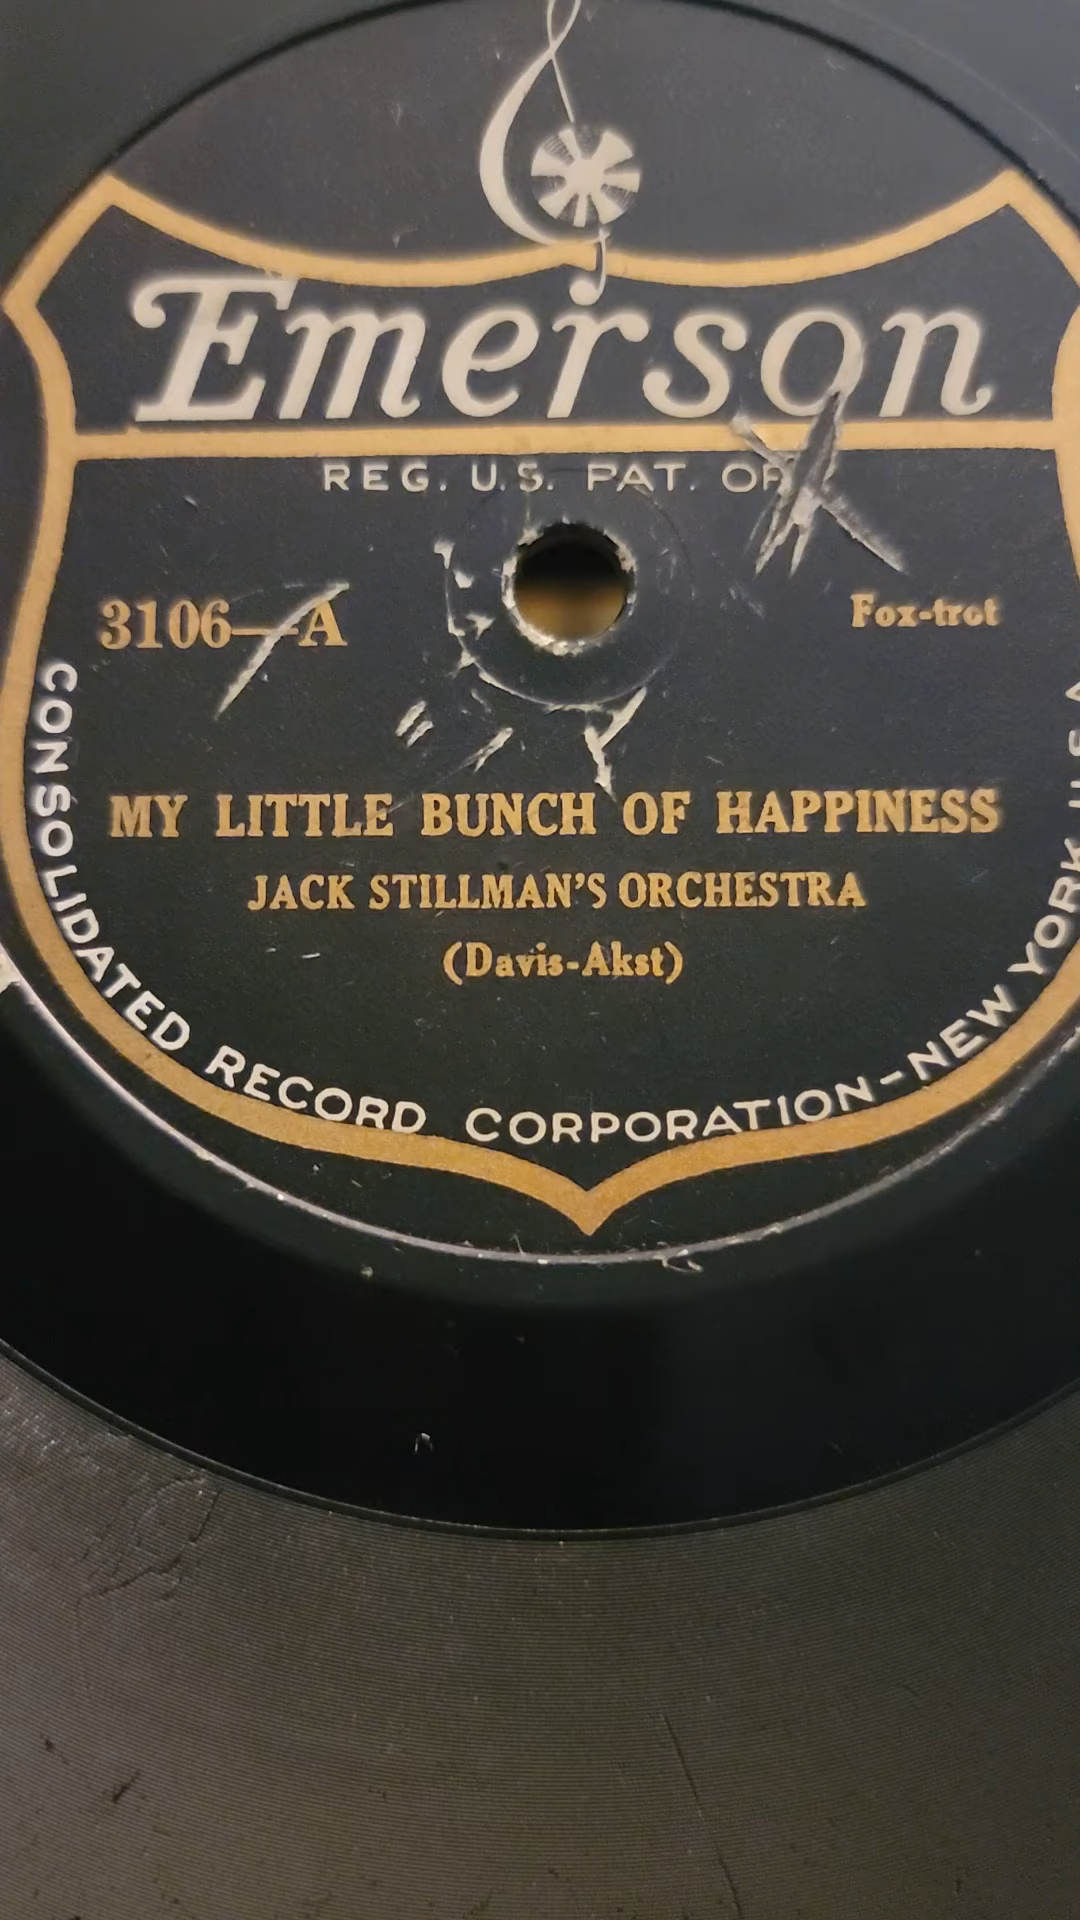 Emerson
REG. U.S. PAT. OF
3106—A
Fox-trot
MY LITTLE BUNCH OF HAPPINESS
JACK STILLMAN'S ORCHESTRA
(Davis-Akst)
CONSOLIDATED RECORD CORPORATION-NEW YORK U.S.A